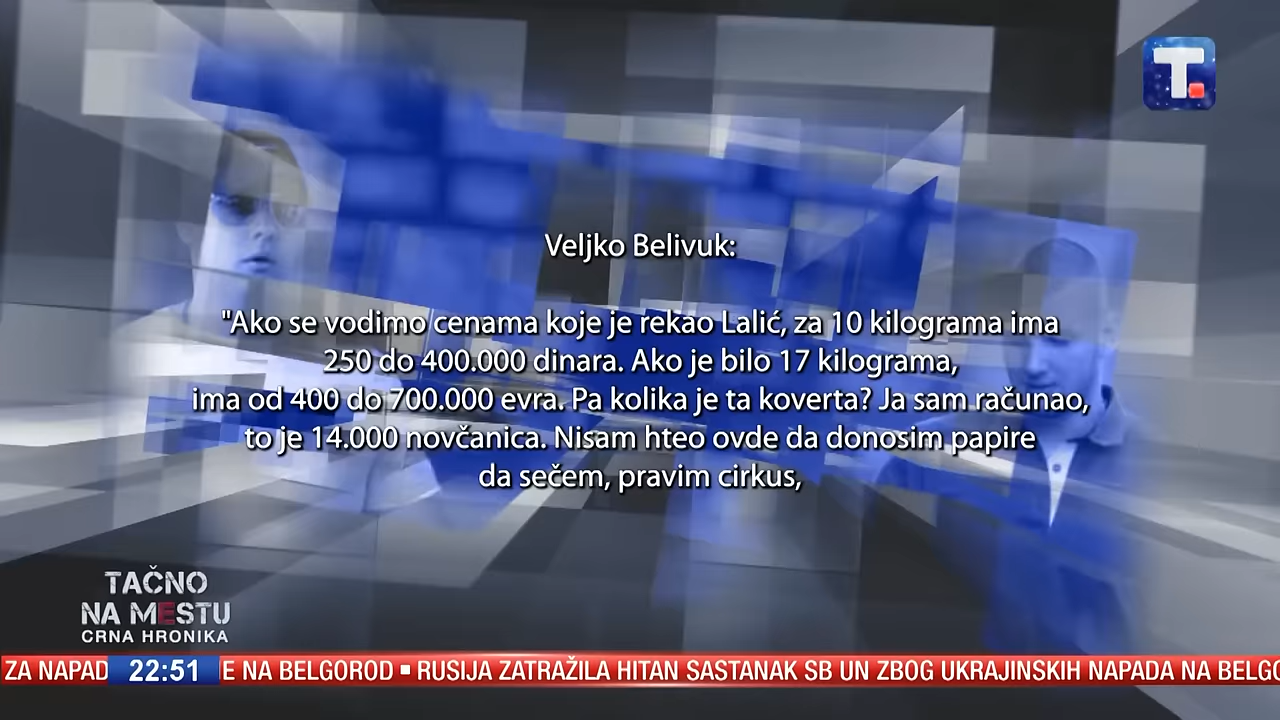 T.
Veljko Belivuk:
"Ako se vodimo cenama koje je rekao Lalić, za 10 kilograma ima
250 do 400.000 dinara. Ako je bilo 17 kilograma,
ima od 400 do 700.000 evra. Pa kolika je ta koverta? Ja sam računao,
to je 14.000 novčanica. Nisam hteo ovde da donosim papire
da sečem, pravim cirkus,
TAČNO
NA MESTU
CRNA HRONIKA
ZA NAPAD 22:51 E NA BELGOROD ▪ RUSIJA ZATRAŽILA HITAN SASTANAK SB UN ZBOG UKRAJINSKIH NAPADA NA BELGO